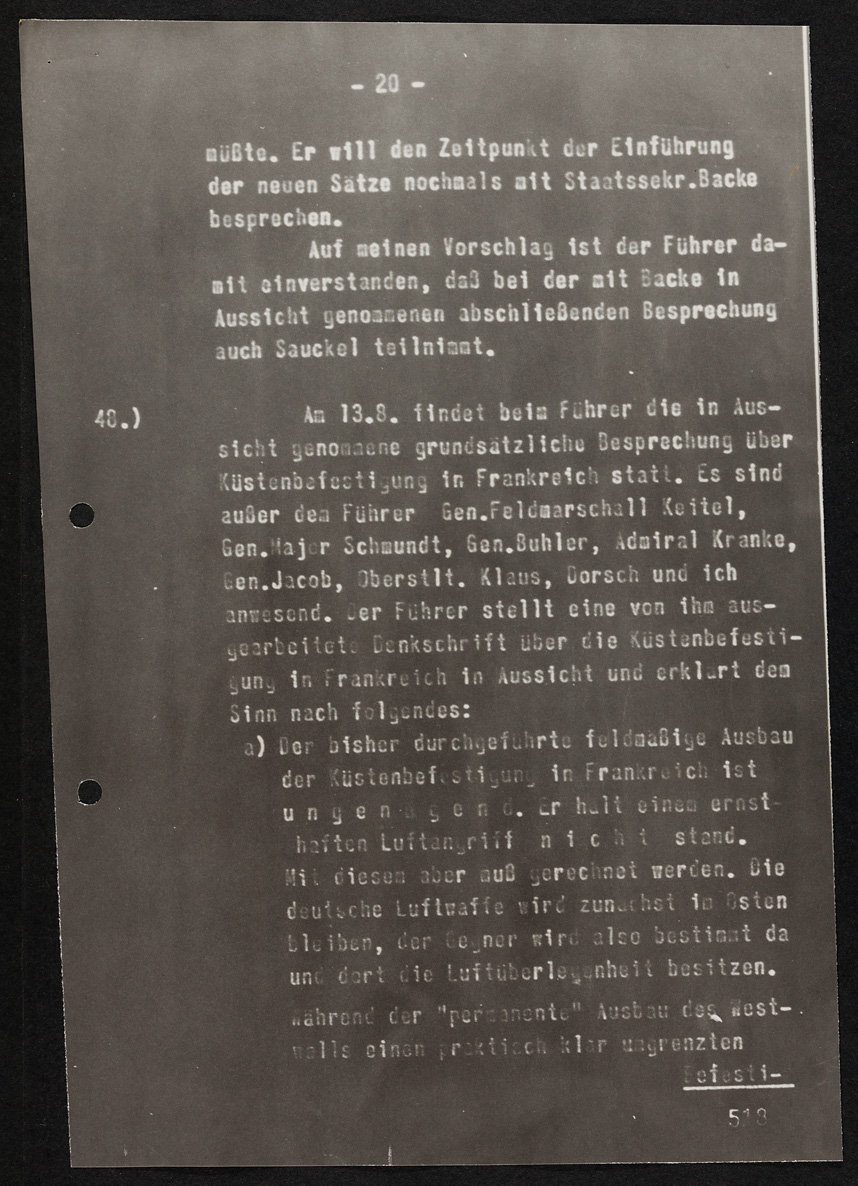 - 20 -
müßte. Er will den Zeitpunkt der Einführung
der neuen Sätze nochmals mit Staatssekr.Backe
besprechen.
Auf meinen Vorschlag ist der Führer da-
mit einverstanden, daß bei der mit Backe in
Aussicht genommenen abschließenden Besprechung
auch Sauckel teilnimmt.
48.) Am 13.8. findet beim Führer die in Aus-
sicht genommene grundsätzliche Besprechung über
Küstenbefestigung in Frankreich statt. Es sind
außer dem Führer Gen.Feldmarschall Keitel,
Gen.Major Schmundt, Gen.Buhler, Admiral Kranke,
Gen.Jacob, Oberstlt. Klaus, Dorsch und ich
anwesend. Der Führer stellt eine von ihm aus-
gearbeitete Denkschrift über die Küstenbefesti-
gung in Frankreich in Aussicht und erklärt dem
Sinn nach folgendes:
a) Der bisher durchgeführte feldmäßige Ausbau
der Küstenbefestigung in Frankreich ist
u n g e n ü g e n d. Er hält einem ernst-
haften Luftangriff n i c h t stand.
Mit diesem aber muß gerechnet werden. Die
deutsche Luftwaffe wird zunächst im Osten
bleiben, der Gegner wird also bestimmt da
und dort die Luftüberlegenheit besitzen.
Während der "permanente" Ausbau des West-
walls einen praktisch klar umgrenzten
Befesti-
518